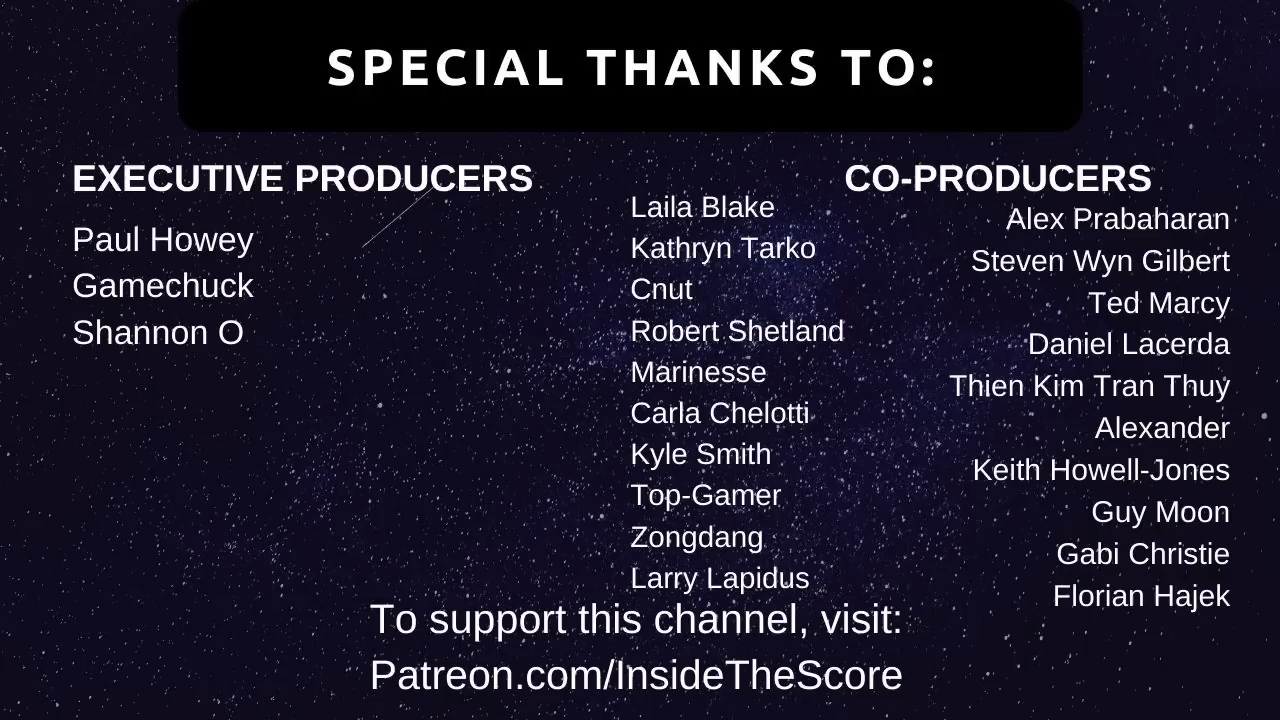 SPECIAL THANKS TO:
EXECUTIVE PRODUCERS
Paul Howey
Gamechuck
Shannon O
CO-PRODUCERS
Laila Blake
Kathryn Tarko
Cnut
Robert Shetland
Marinesse
Carla Chelotti
Kyle Smith
Top-Gamer
Zongdang
Larry Lapidus
Alex Prabaharan
Steven Wyn Gilbert
Ted Marcy
Daniel Lacerda
Thien Kim Tran Thuy
Alexander
Keith Howell-Jones
Guy Moon
Gabi Christie
Florian Hajek
To support this channel, visit:
Patreon.com/InsideTheScore